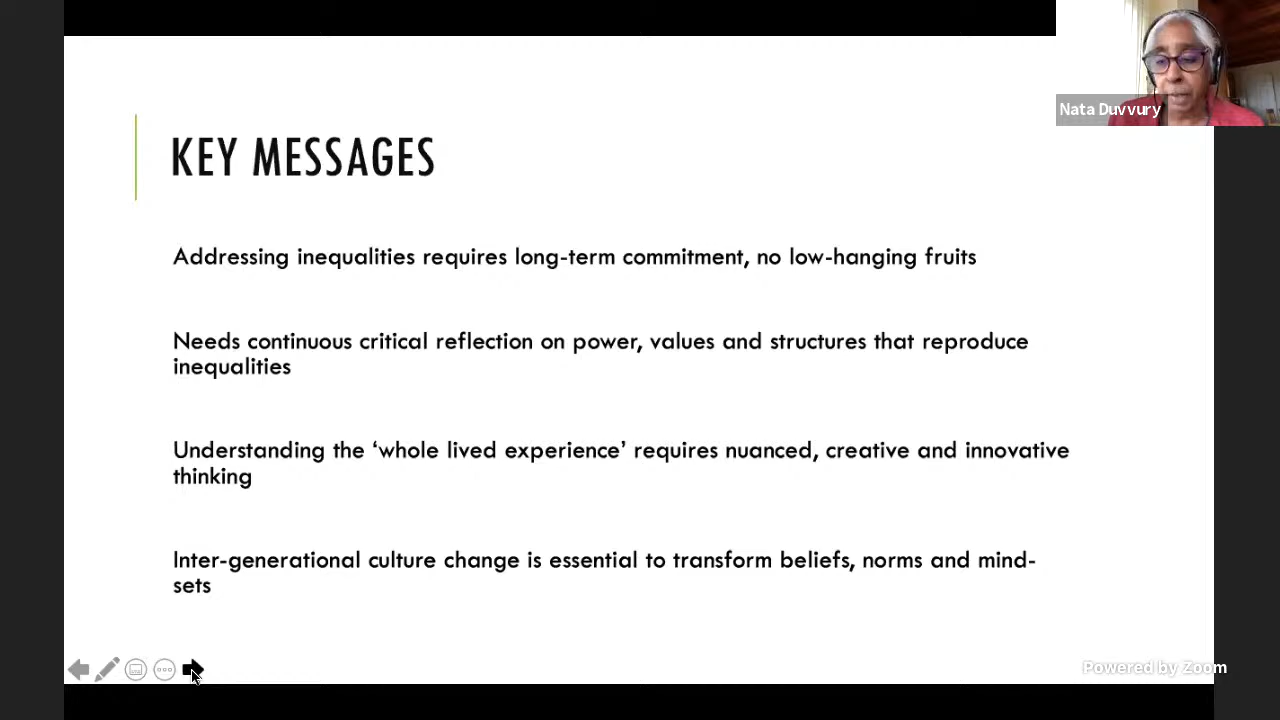 Nata Duvvury
KEY MESSAGES
Addressing inequalities requires long-term commitment, no low-hanging fruits
Needs continuous critical reflection on power, values and structures that reproduce
inequalities
Understanding the ‘whole lived experience’ requires nuanced, creative and innovative
thinking
Inter-generational culture change is essential to transform beliefs, norms and mind-
sets
Powered by Zoom